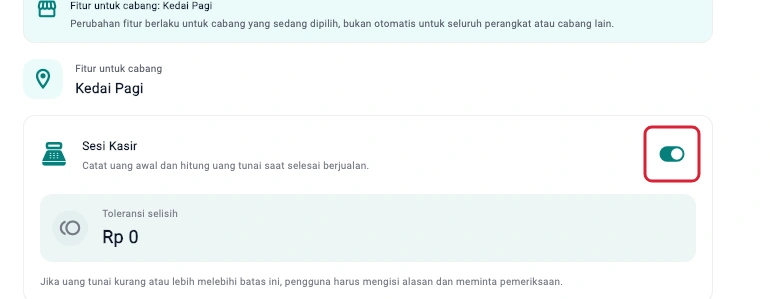 Fitur untuk cabang: Kedai Pagi
Perubahan fitur berlaku untuk cabang yang sedang dipilih, bukan otomatis untuk seluruh perangkat atau cabang lain.
Fitur untuk cabang
Kedai Pagi
Sesi Kasir
Catat uang awal dan hitung uang tunai saat selesai berjualan.
Toleransi selisih
Rp 0
Jika uang tunai kurang atau lebih melebihi batas ini, pengguna harus mengisi alasan dan meminta pemeriksaan.